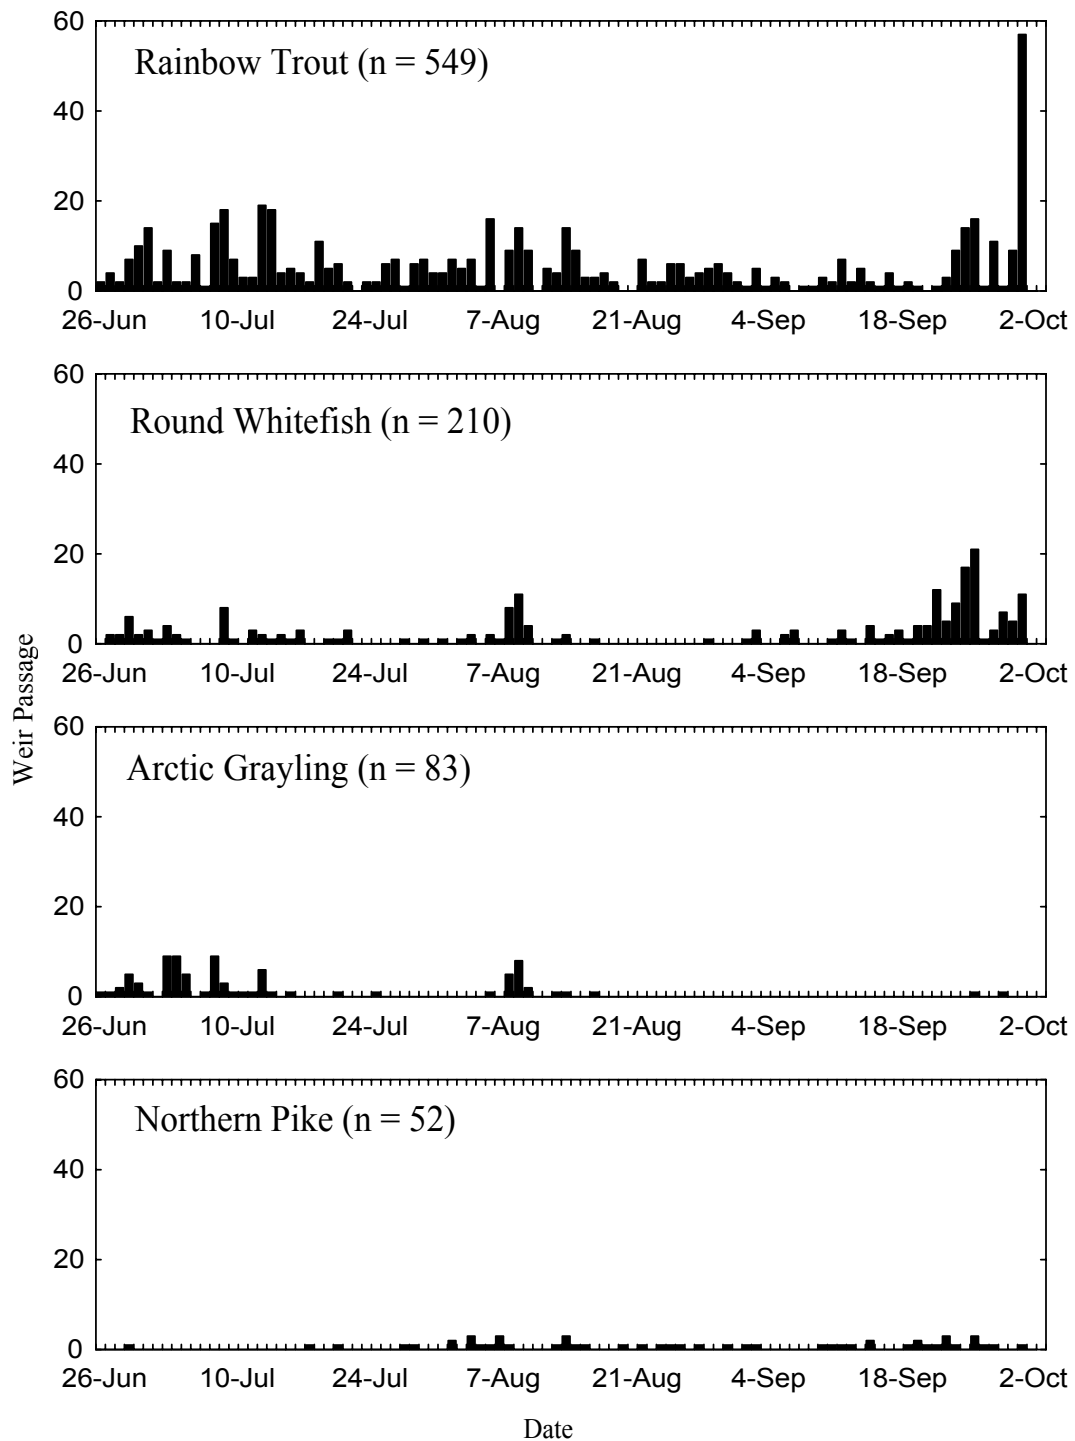 60
Rainbow Trout (n = 549)
40
20
0
26-Jun 10-Jul 24-Jul 7-Aug 21-Aug 4-Sep 18-Sep 2-Oct
60
Round Whitefish (n = 210)
40
20
0
26-Jun 10-Jul 24-Jul 7-Aug 21-Aug 4-Sep 18-Sep 2-Oct
Weir Passage
60
Arctic Grayling (n = 83)
40
20
0
26-Jun 10-Jul 24-Jul 7-Aug 21-Aug 4-Sep 18-Sep 2-Oct
60
Northern Pike (n = 52)
40
20
0
26-Jun 10-Jul 24-Jul 7-Aug 21-Aug 4-Sep 18-Sep 2-Oct
Date